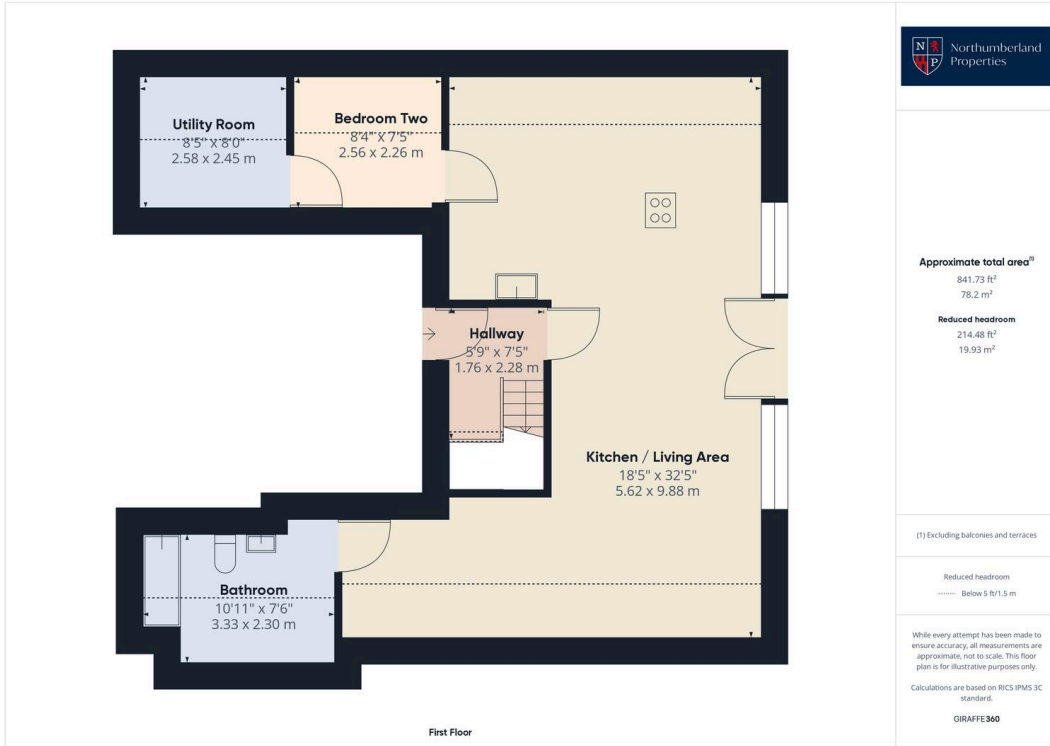 Utility Room
8'5" x 8'0"
2.58 x 2.45 m
Bedroom Two
8'4" x 7'5"
2.56 x 2.26 m
Hallway
5'9" x 7'5"
1.76 x 2.28 m
Kitchen / Living Area
18'5" x 32'5"
5.62 x 9.88 m
Bathroom
10'11" x 7'6"
3.33 x 2.30 m
First Floor
N
P
Northumberland
Properties
Approximate total area(1)
841.73 ft²
78.2 m²
Reduced headroom
214.48 ft²
19.93 m²
(1) Excluding balconies and terraces
Reduced headroom
Below 5 ft/1.5 m
While every attempt has been made to
ensure accuracy, all measurements are
approximate, not to scale. This floor
plan is for illustrative purposes only.
Calculations are based on RICS IPMS 3C
standard.
GIRAFFE360